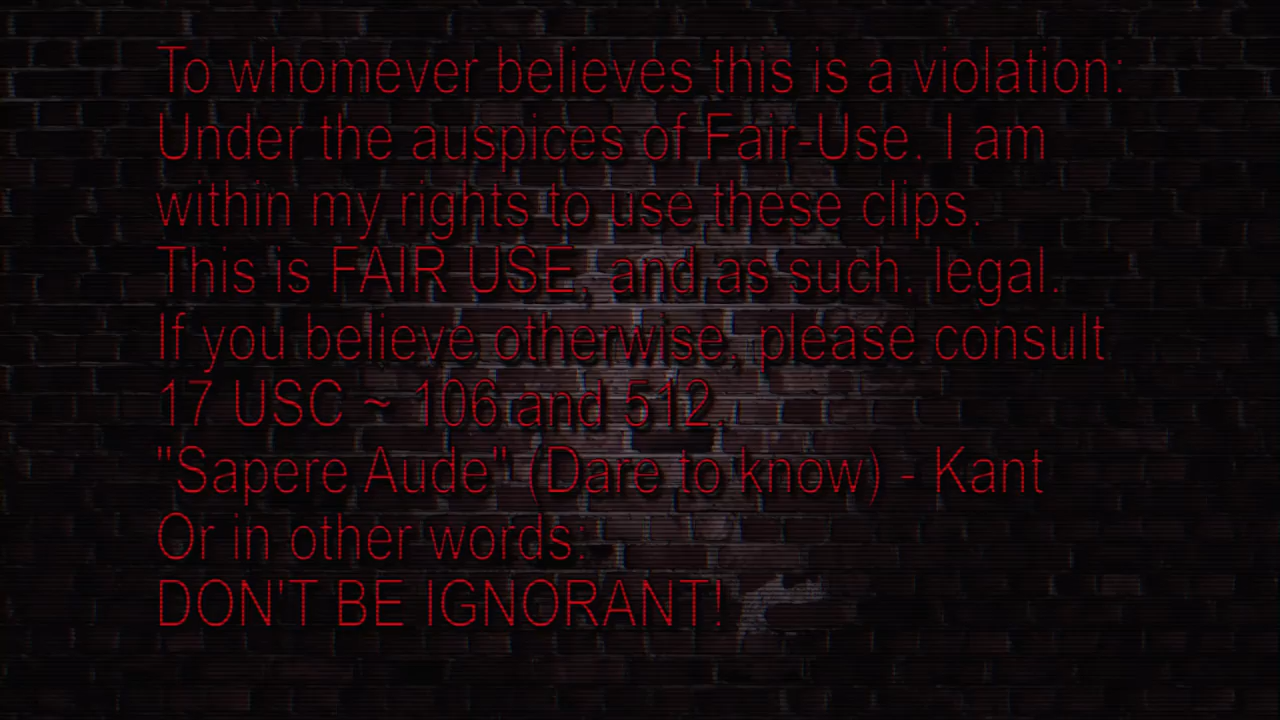 To whomever believes this is a violation:
Under the auspices of Fair-Use. I am
within my rights to use these clips.
This is FAIR USE, and as such. legal.
If you believe otherwise, please consult
17 USC ~ 106 and 512.
"Sapere Aude" (Dare to know) - Kant
Or in other words:
DON'T BE IGNORANT!